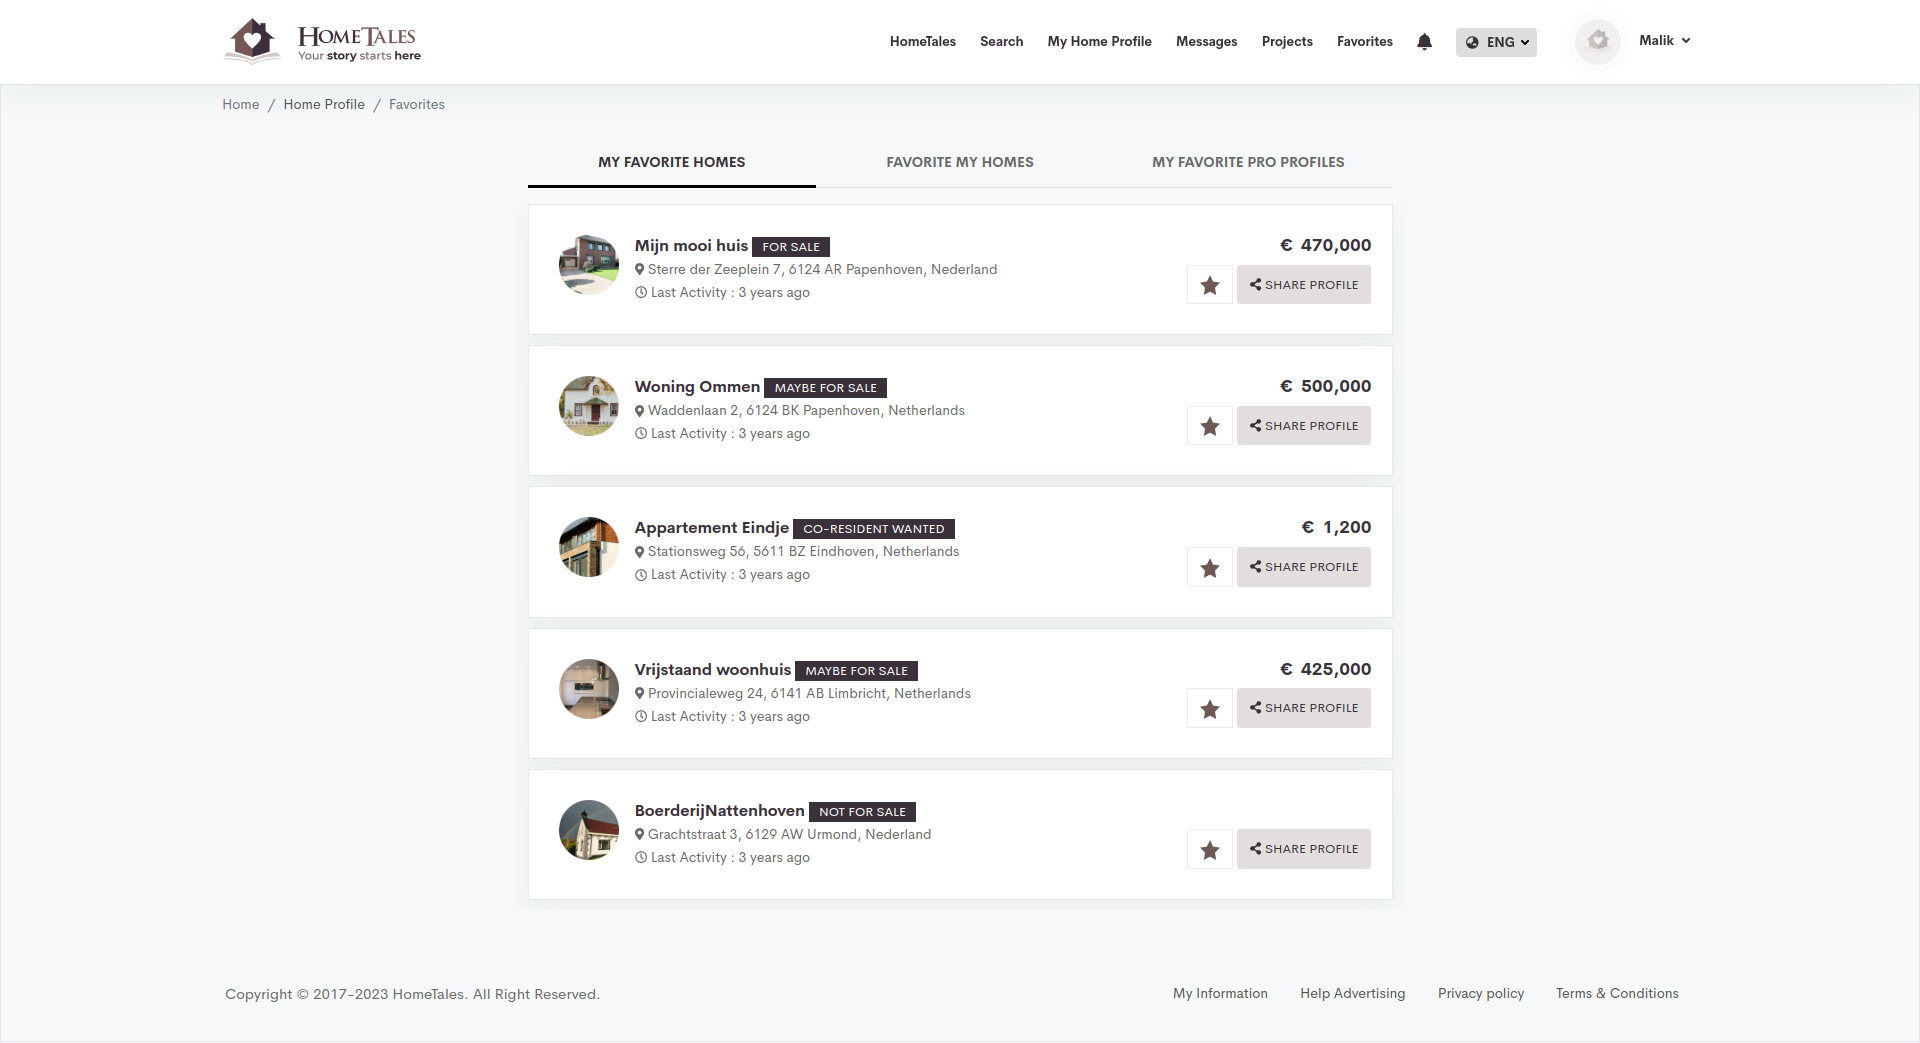 HomeTales
Your story starts here
HomeTales Search My Home Profile Messages Projects Favorites ENG Malik
Home / Home Profile / Favorites
MY FAVORITE HOMES FAVORITE MY HOMES MY FAVORITE PRO PROFILES
Mijn mooi huis FOR SALE € 470,000
Sterre der Zeeplein 7, 6124 AR Papenhoven, Nederland
Last Activity : 3 years ago
SHARE PROFILE
Woning Ommen MAYBE FOR SALE € 500,000
Waddenlaan 2, 6124 BK Papenhoven, Netherlands
Last Activity : 3 years ago
SHARE PROFILE
Appartement Eindje CO-RESIDENT WANTED € 1,200
Stationsweg 56, 5611 BZ Eindhoven, Netherlands
Last Activity : 3 years ago
SHARE PROFILE
Vrijstaand woonhuis MAYBE FOR SALE € 425,000
Provincialeweg 24, 6141 AB Limbricht, Netherlands
Last Activity : 3 years ago
SHARE PROFILE
BoerderijNattenhoven NOT FOR SALE
Grachtstraat 3, 6129 AW Urmond, Nederland
Last Activity : 3 years ago
SHARE PROFILE
Copyright © 2017-2023 HomeTales. All Right Reserved. My Information Help Advertising Privacy policy Terms & Conditions